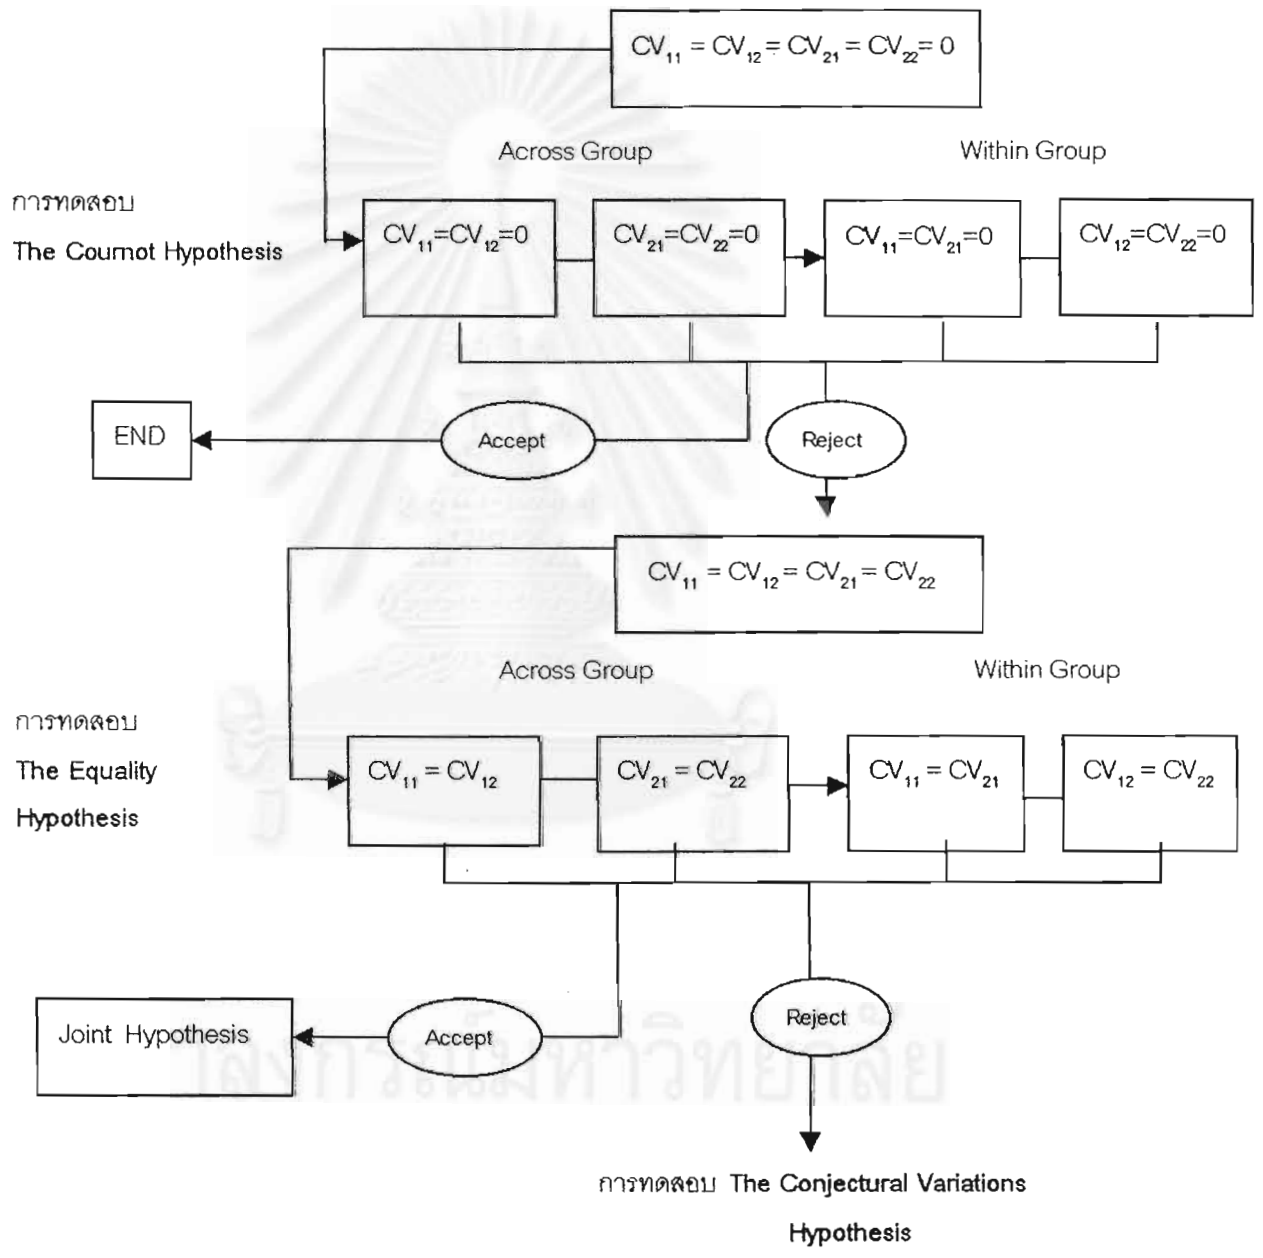 CV₁₁ = CV₁₂ = CV₂₁ = CV₂₂ = 0
Across Group
Within Group
การทดสอบ
The Cournot Hypothesis
CV₁₁=CV₁₂=0
CV₂₁=CV₂₂=0
CV₁₁=CV₂₁=0
CV₁₂=CV₂₂=0
END
Accept
Reject
CV₁₁ = CV₁₂ = CV₂₁ = CV₂₂
Across Group
Within Group
การทดสอบ
The Equality
Hypothesis
CV₁₁ = CV₁₂
CV₂₁ = CV₂₂
CV₁₁ = CV₂₁
CV₁₂ = CV₂₂
Joint Hypothesis
Accept
Reject
การทดสอบ The Conjectural Variations
Hypothesis